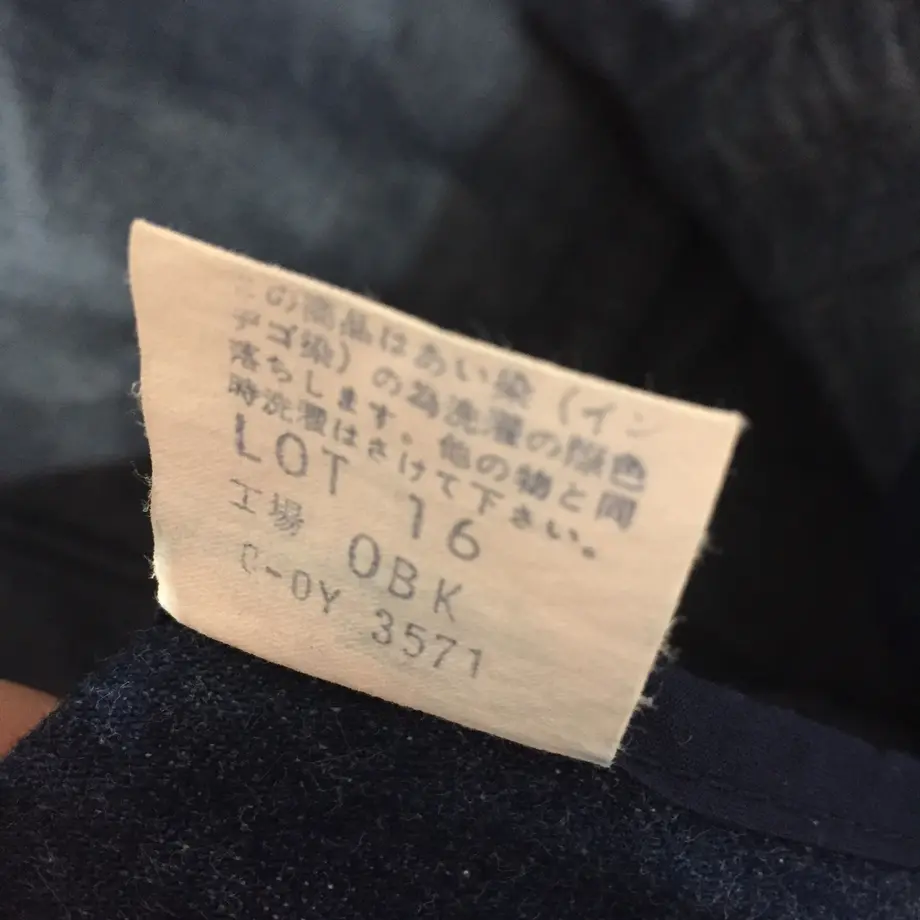 この商品はあい染(イン
デゴ染)の為洗濯の際色
落ちします。他の物と同
時洗濯はさけて下さい。
LOT 16
工場 OBK
C-OY 3571